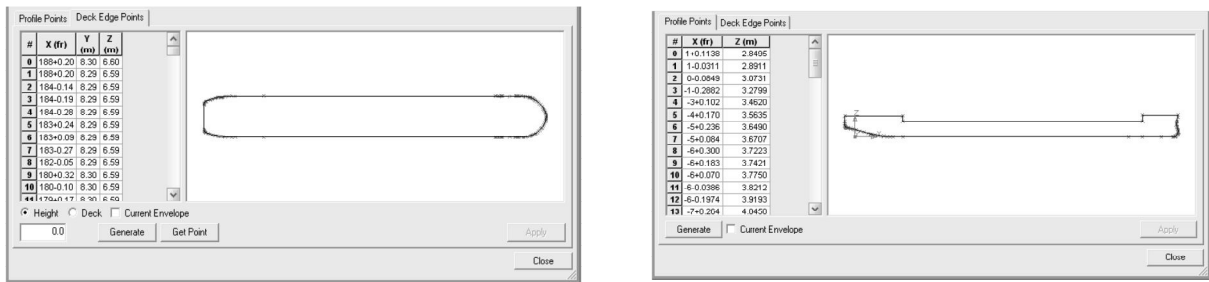 Profile Points Deck Edge Points
# X (fr) Y (m) Z (m)
0 188+0.20 8.30 6.60
1 188+0.20 8.29 6.59
2 184-0.14 8.29 6.59
3 184-0.19 8.29 6.59
4 184-0.28 8.29 6.59
5 183+0.24 8.29 6.59
6 183+0.09 8.29 6.59
7 183-0.27 8.29 6.59
8 182-0.05 8.29 6.59
9 180+0.32 8.30 6.59
10 180-0.10 8.30 6.59
11 179+0.17 8.30 6.59
Height Deck Current Envelope
0.0 Generate Get Point Apply
Close
Profile Points Deck Edge Points
# X (fr) Z (m)
0 1+0.1138 2.8495
1 1-0.0311 2.8911
2 0-0.0849 3.0731
3 -1-0.2882 3.2799
4 -3+0.102 3.4620
5 -4+0.170 3.5635
6 -5+0.236 3.6490
7 -5+0.084 3.6707
8 -6+0.300 3.7223
9 -6+0.183 3.7421
10 -6+0.070 3.7750
11 -6-0.0386 3.8212
12 -6-0.1974 3.9193
13 -7+0.204 4.0450
Z
Generate Current Envelope Apply
Close